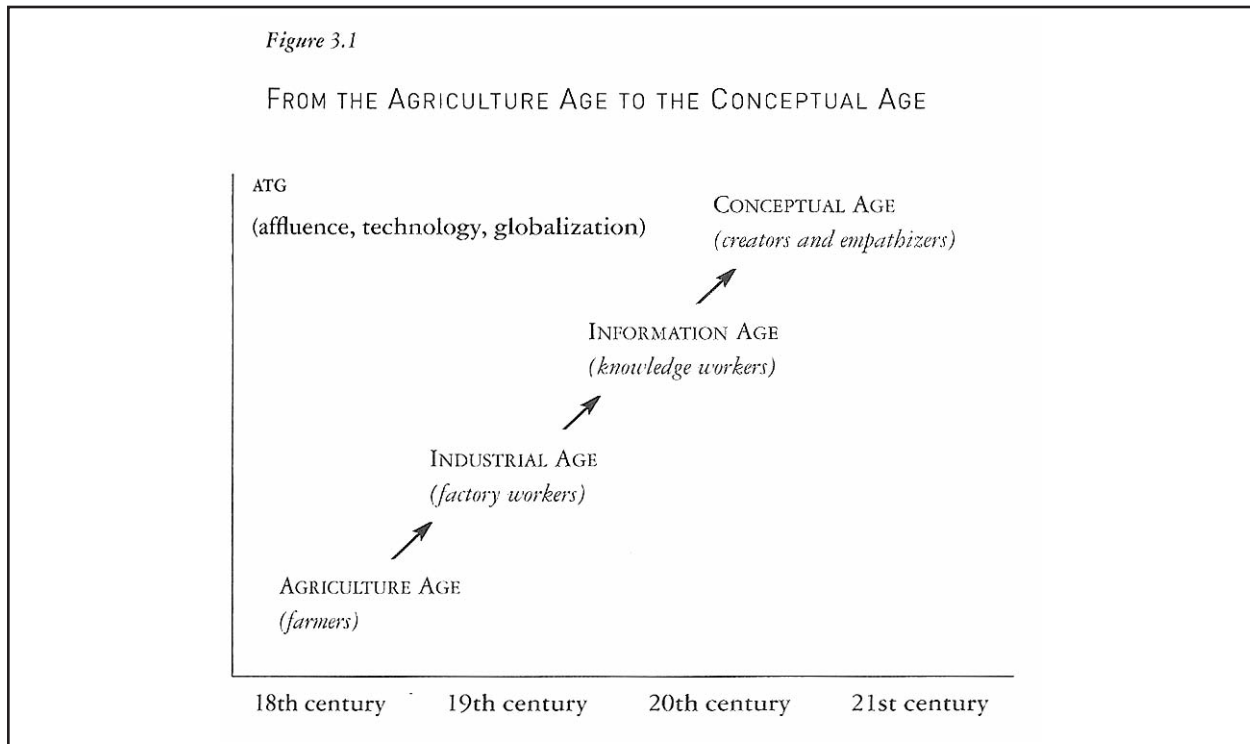 Figure 3.1
FROM THE AGRICULTURE AGE TO THE CONCEPTUAL AGE
ATG
(affluence, technology, globalization)
CONCEPTUAL AGE
(creators and empathizers)
INFORMATION AGE
(knowledge workers)
INDUSTRIAL AGE
(factory workers)
AGRICULTURE AGE
(farmers)
18th century 19th century 20th century 21st century